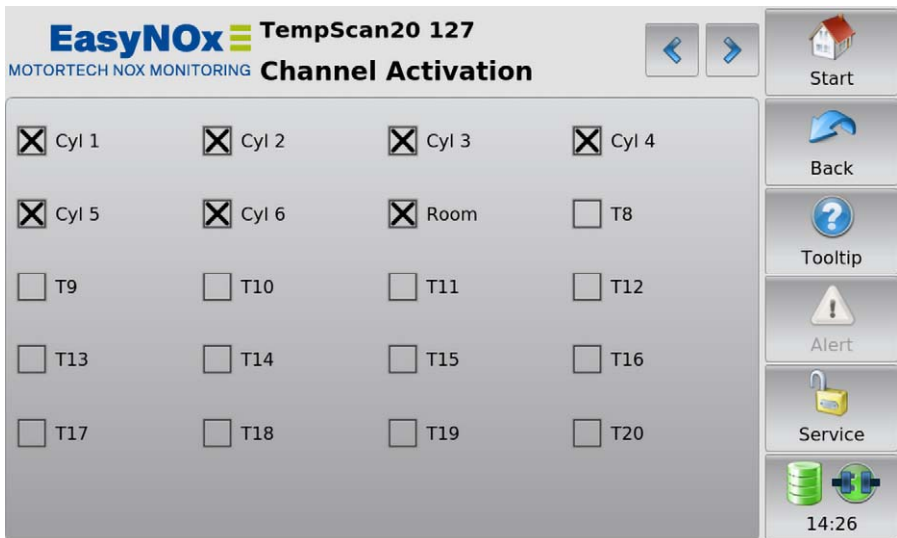 EasyNOx
MOTORTECH NOX MONITORING
TempScan20 127
Channel Activation
Cyl 1 Cyl 2 Cyl 3 Cyl 4
Cyl 5 Cyl 6 Room T8
T9 T10 T11 T12
T13 T14 T15 T16
T17 T18 T19 T20
Start
Back
Tooltip
Alert
Service
14:26